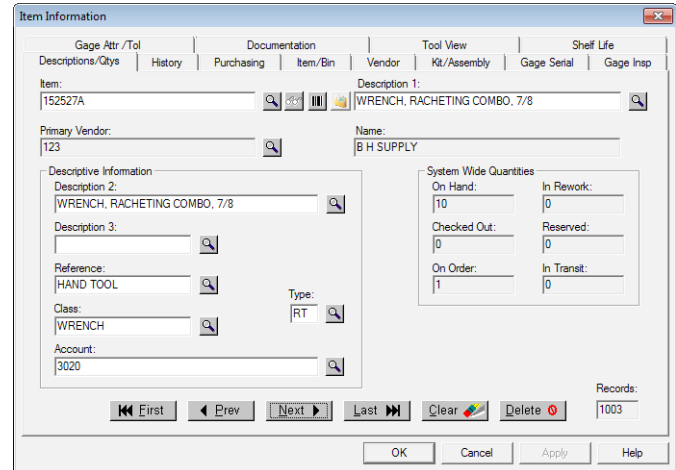 Item Information
Gage Attr /Tol Documentation Tool View Shelf Life
Descriptions/Qtys History Purchasing Item/Bin Vendor Kit/Assembly Gage Serial Gage Insp
Item: Description 1:
152527A WRENCH, RACHETING COMBO, 7/8
Primary Vendor: Name:
123 B H SUPPLY
Descriptive Information System Wide Quantities
Description 2: On Hand: In Rework:
WRENCH, RACHETING COMBO, 7/8 10 0
Description 3: Checked Out: Reserved:
0 0
Reference: On Order: In Transit:
HAND TOOL 1 0
Class: Type:
WRENCH RT
Account:
3020
Records:
First Prev Next Last Clear Delete 1003
OK Cancel Apply Help